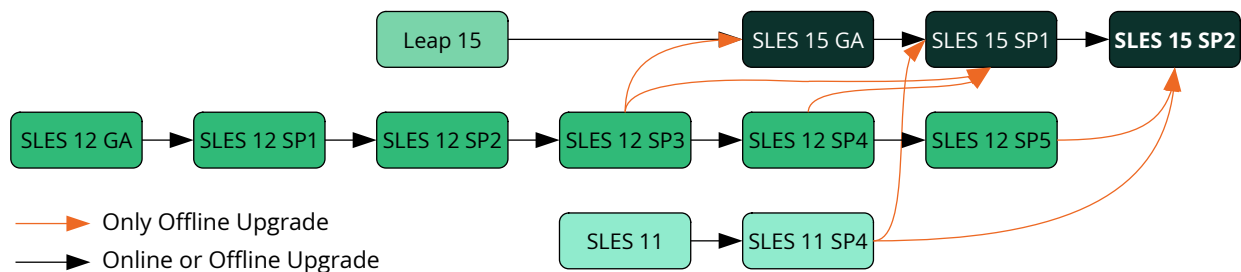 Leap 15
SLES 15 GA
SLES 15 SP1
SLES 15 SP2
SLES 12 GA
SLES 12 SP1
SLES 12 SP2
SLES 12 SP3
SLES 12 SP4
SLES 12 SP5
Only Offline Upgrade
SLES 11
SLES 11 SP4
Online or Offline Upgrade